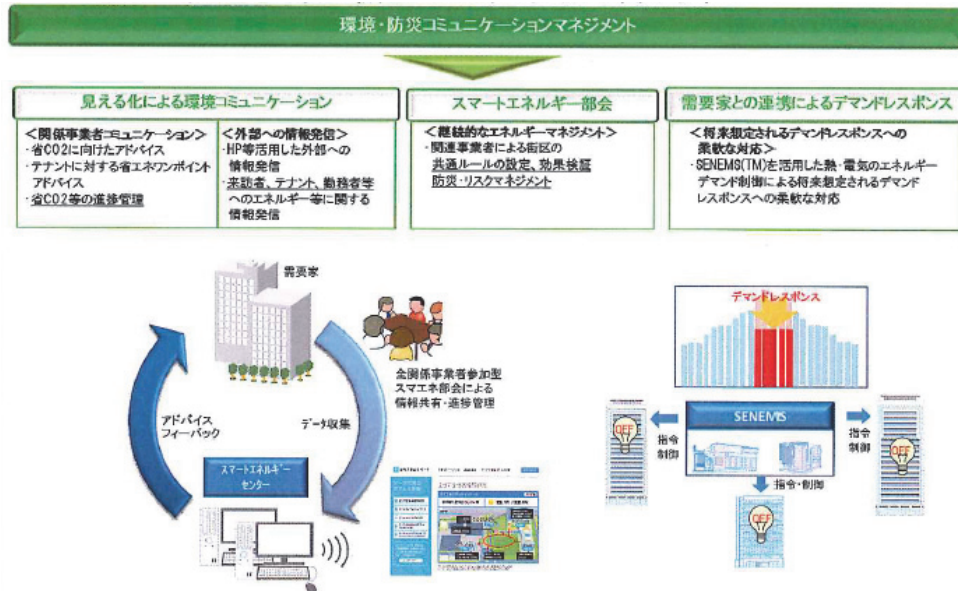 環境・防災コミュニケーションマネジメント
見える化による環境コミュニケーション
＜関係事業者コミュニケーション＞
・省CO2に向けたアドバイス
・テナントに対する省エネワンポイント
アドバイス
・省CO2等の進捗管理
＜外部への情報発信＞
・HP等活用した外部への
情報発信
・来訪者、テナント、勤務者等
へのエネルギー等に関する
情報発信
スマートエネルギー部会
＜継続的なエネルギーマネジメント＞
・関連事業者による街区の
共通ルールの設定、効果検証
防災・リスクマネジメント
需要家との連携によるデマンドレスポンス
＜将来想定されるデマンドレスポンスへの
柔軟な対応＞
・SENEMS(TM)を活用した熱・電気のエネルギー
デマンド制御による将来想定されるデマンド
レスポンスへの柔軟な対応
需要家
アドバイス
フィーバック
データ収集
全関係事業者参加型
スマエネ部会による
情報共有・進捗管理
スマートエネルギー
センター
デマンドレスポンス
SENEMS
指令
制御
指令
制御
指令・制御
OFF
OFF
OFF